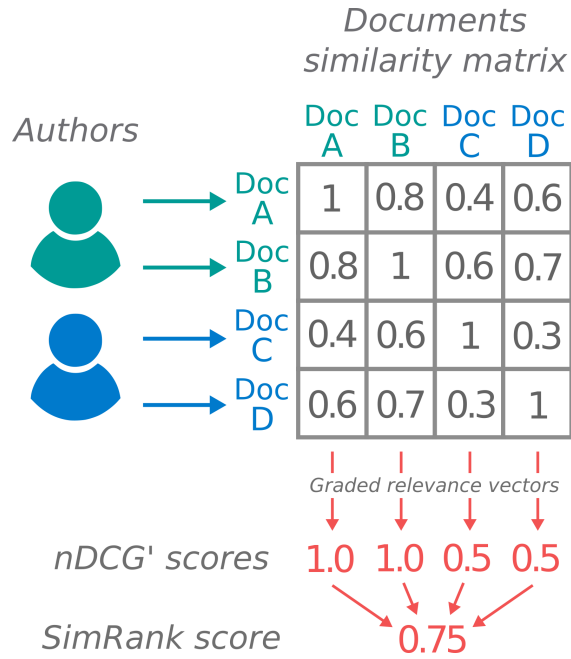 Documents
similarity matrix
Authors
Doc A Doc B Doc C Doc D
Doc A 1 0.8 0.4 0.6
Doc B 0.8 1 0.6 0.7
Doc C 0.4 0.6 1 0.3
Doc D 0.6 0.7 0.3 1
Graded relevance vectors
nDCG' scores 1.0 1.0 0.5 0.5
SimRank score 0.75